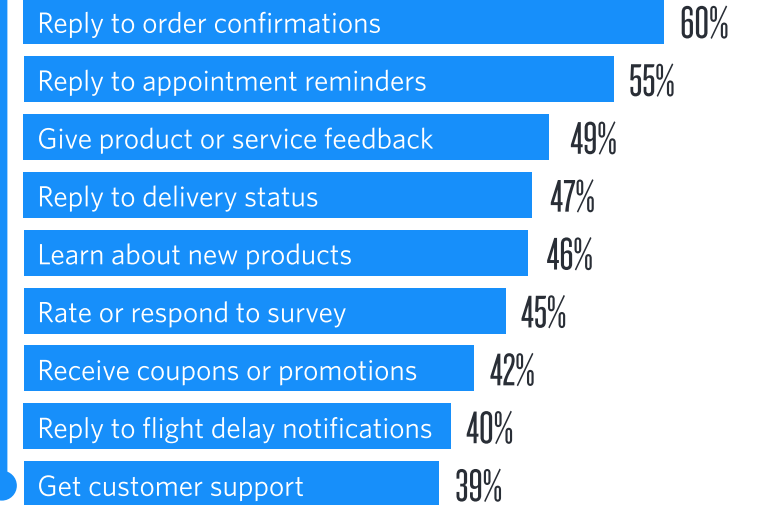 Reply to order confirmations 60%
Reply to appointment reminders 55%
Give product or service feedback 49%
Reply to delivery status 47%
Learn about new products 46%
Rate or respond to survey 45%
Receive coupons or promotions 42%
Reply to flight delay notifications 40%
Get customer support 39%